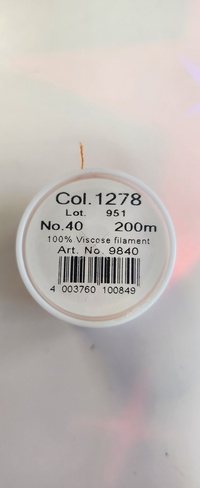 Col.1278
Lot. 951
No.40 200m
100% Viscose filament
Art. No. 9840
4 003760 100849